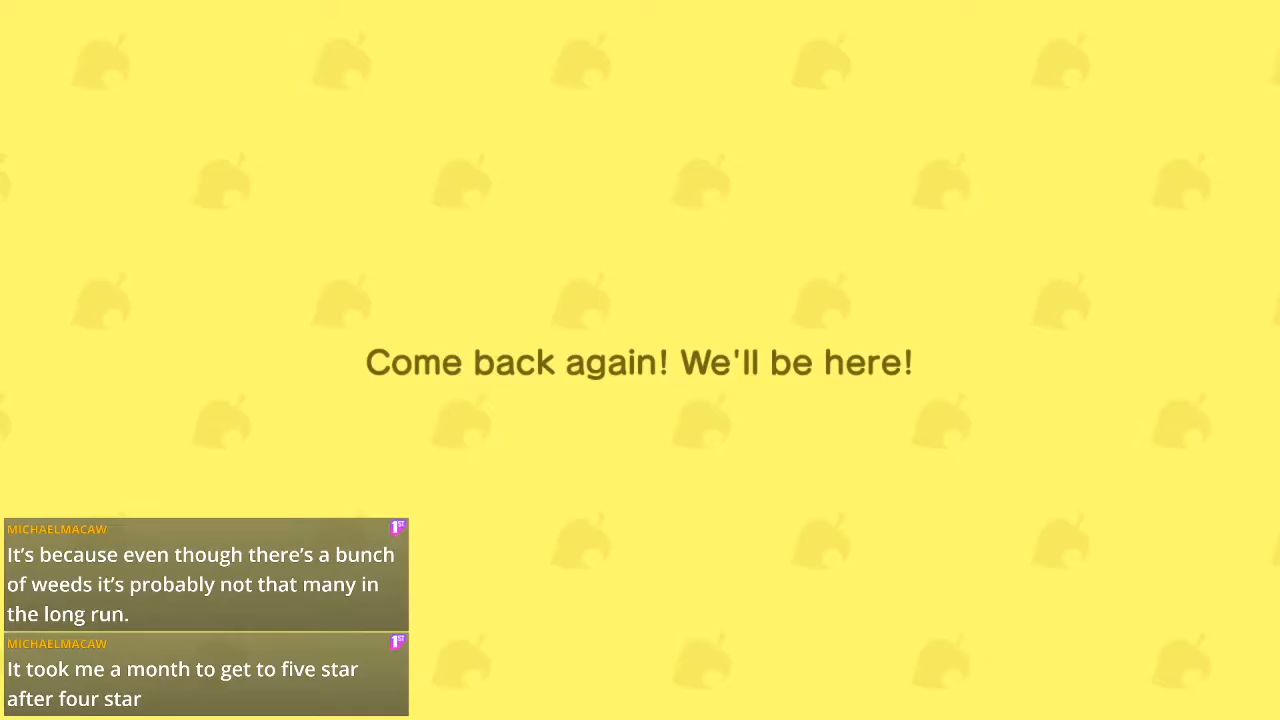 Come back again! We'll be here!
MICHAELMACAW
1ST
It’s because even though there’s a bunch
of weeds it’s probably not that many in
the long run.
MICHAELMACAW
1ST
It took me a month to get to five star
after four star